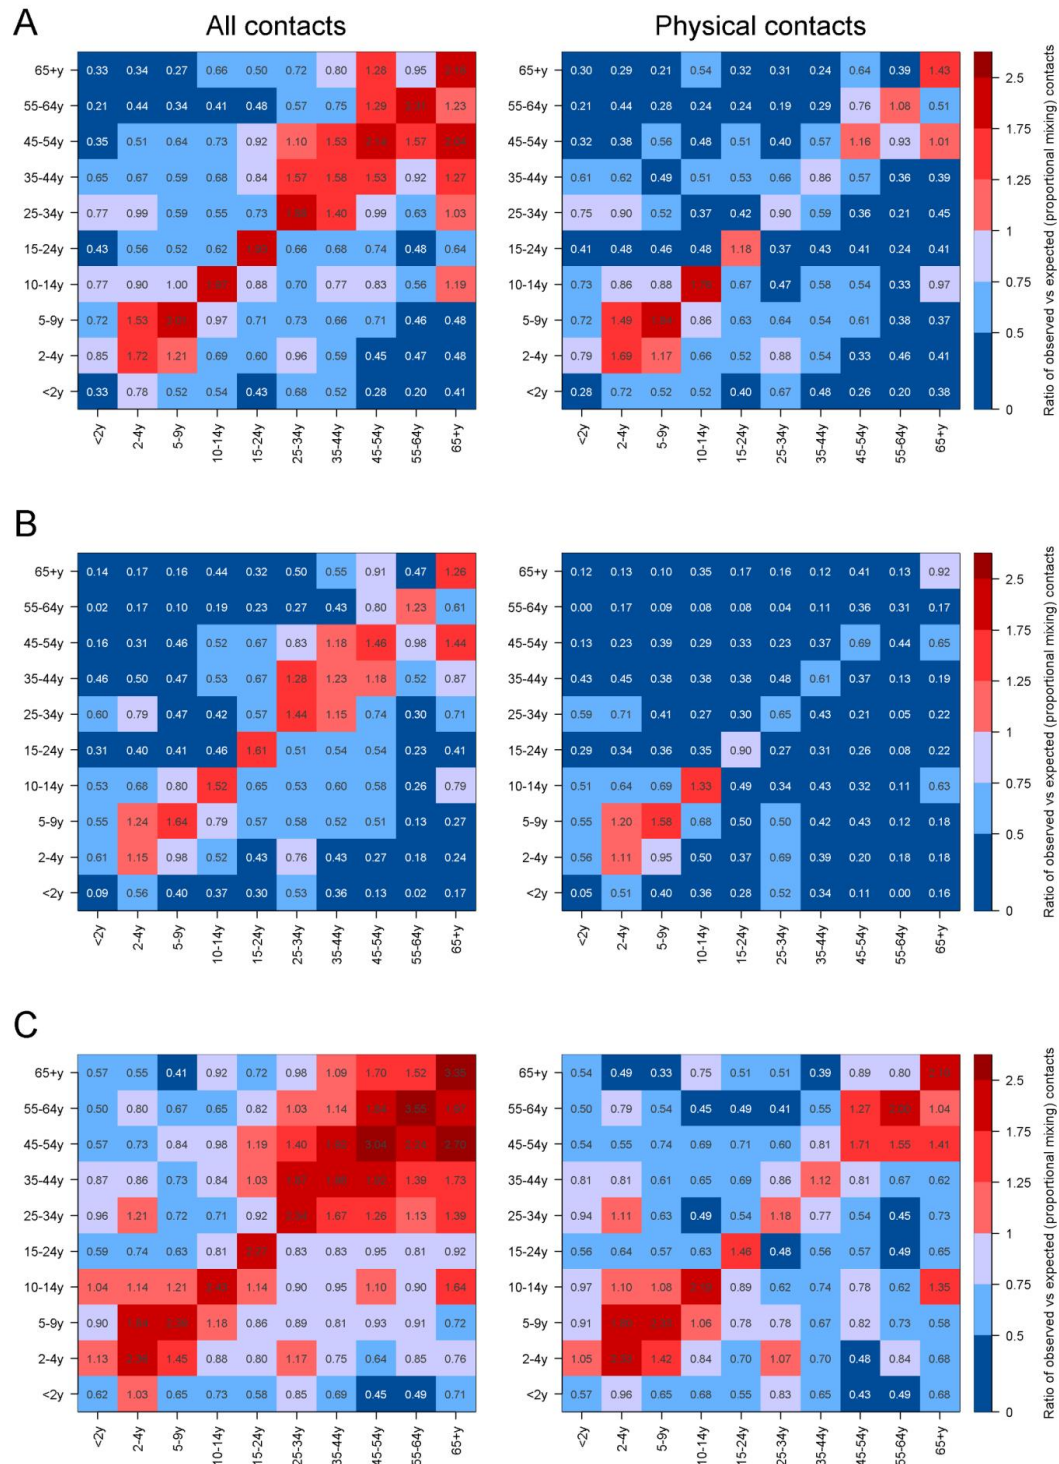 A
All contacts
65+y 0.33 0.34 0.27 0.66 0.50 0.72 0.80 1.28 0.95
55-64y 0.21 0.44 0.34 0.41 0.48 0.57 0.75 1.29 1.23
45-54y 0.35 0.51 0.64 0.73 0.92 1.10 1.53 1.57
35-44y 0.65 0.67 0.59 0.68 0.84 1.57 1.58 1.53 0.92 1.27
25-34y 0.77 0.99 0.59 0.55 0.73 1.40 0.99 0.63 1.03
15-24y 0.43 0.56 0.52 0.62 0.66 0.68 0.74 0.48 0.64
10-14y 0.77 0.90 1.00 0.88 0.70 0.77 0.83 0.56 1.19
5-9y 0.72 1.53 0.97 0.71 0.73 0.66 0.71 0.46 0.48
2-4y 0.85 1.72 1.21 0.69 0.60 0.96 0.59 0.45 0.47 0.48
<2y 0.33 0.78 0.52 0.54 0.43 0.68 0.52 0.28 0.20 0.41
<2y 2-4y 5-9y 10-14y 15-24y 25-34y 35-44y 45-54y 55-64y 65+y
Physical contacts
65+y 0.30 0.29 0.21 0.54 0.32 0.31 0.24 0.64 0.39 1.43
55-64y 0.21 0.44 0.28 0.24 0.24 0.19 0.29 0.76 1.08 0.51
45-54y 0.32 0.38 0.56 0.48 0.51 0.40 0.57 1.16 0.93 1.01
35-44y 0.61 0.62 0.49 0.51 0.53 0.66 0.86 0.57 0.36 0.39
25-34y 0.75 0.90 0.52 0.37 0.42 0.90 0.59 0.36 0.21 0.45
15-24y 0.41 0.48 0.46 0.48 1.18 0.37 0.43 0.41 0.24 0.41
10-14y 0.73 0.86 0.88 0.67 0.47 0.58 0.54 0.33 0.97
5-9y 0.72 1.49 0.86 0.63 0.64 0.54 0.61 0.38 0.37
2-4y 0.79 1.69 1.17 0.66 0.52 0.88 0.54 0.33 0.46 0.41
<2y 0.28 0.72 0.52 0.52 0.40 0.67 0.48 0.26 0.20 0.38
<2y 2-4y 5-9y 10-14y 15-24y 25-34y 35-44y 45-54y 55-64y 65+y
2.5
1.75
1.25
1
0.75
0.5
0
Ratio of observed vs expected (proportional mixing) contacts
B
65+y 0.14 0.17 0.16 0.44 0.32 0.50 0.55 0.91 0.47 1.26
55-64y 0.02 0.17 0.10 0.19 0.23 0.27 0.43 0.80 1.23 0.61
45-54y 0.16 0.31 0.46 0.52 0.67 0.83 1.18 1.46 0.98 1.44
35-44y 0.46 0.50 0.47 0.53 0.67 1.28 1.23 1.18 0.52 0.87
25-34y 0.60 0.79 0.47 0.42 0.57 1.44 1.15 0.74 0.30 0.71
15-24y 0.31 0.40 0.41 0.46 1.61 0.51 0.54 0.54 0.23 0.41
10-14y 0.53 0.68 0.80 1.52 0.65 0.53 0.60 0.58 0.26 0.79
5-9y 0.55 1.24 1.64 0.79 0.57 0.58 0.52 0.51 0.13 0.27
2-4y 0.61 1.15 0.98 0.52 0.43 0.76 0.43 0.27 0.18 0.24
<2y 0.09 0.56 0.40 0.37 0.30 0.53 0.36 0.13 0.02 0.17
<2y 2-4y 5-9y 10-14y 15-24y 25-34y 35-44y 45-54y 55-64y 65+y
65+y 0.12 0.13 0.10 0.35 0.17 0.16 0.12 0.41 0.13 0.92
55-64y 0.00 0.17 0.09 0.08 0.08 0.04 0.11 0.36 0.31 0.17
45-54y 0.13 0.23 0.39 0.29 0.33 0.23 0.37 0.69 0.44 0.65
35-44y 0.43 0.45 0.38 0.38 0.38 0.48 0.61 0.37 0.13 0.19
25-34y 0.59 0.71 0.41 0.27 0.30 0.65 0.43 0.21 0.05 0.22
15-24y 0.29 0.34 0.36 0.35 0.90 0.27 0.31 0.26 0.08 0.22
10-14y 0.51 0.64 0.69 1.33 0.49 0.34 0.43 0.32 0.11 0.63
5-9y 0.55 1.20 1.58 0.68 0.50 0.50 0.42 0.43 0.12 0.18
2-4y 0.56 1.11 0.95 0.50 0.37 0.69 0.39 0.20 0.18 0.18
<2y 0.05 0.51 0.40 0.36 0.28 0.52 0.34 0.11 0.00 0.16
<2y 2-4y 5-9y 10-14y 15-24y 25-34y 35-44y 45-54y 55-64y 65+y
2.5
1.75
1.25
1
0.75
0.5
0
Ratio of observed vs expected (proportional mixing) contacts
C
65+y 0.57 0.55 0.41 0.92 0.72 0.98 1.09 1.70 1.52
55-64y 0.50 0.80 0.67 0.65 0.82 1.03 1.14
45-54y 0.57 0.73 0.84 0.98 1.19 1.40 3.04 2.70
35-44y 0.87 0.86 0.73 0.84 1.03 1.39 1.73
25-34y 0.96 1.21 0.72 0.71 0.92 1.67 1.26 1.13 1.39
15-24y 0.59 0.74 0.63 0.81 0.83 0.83 0.95 0.81 0.92
10-14y 1.04 1.14 1.21 1.14 0.90 0.95 1.10 0.90 1.64
5-9y 0.90 1.18 0.86 0.89 0.81 0.93 0.91 0.72
2-4y 1.13 1.45 0.88 0.80 1.17 0.75 0.64 0.85 0.76
<2y 0.62 1.03 0.65 0.73 0.58 0.85 0.69 0.45 0.49 0.71
<2y 2-4y 5-9y 10-14y 15-24y 25-34y 35-44y 45-54y 55-64y 65+y
65+y 0.54 0.49 0.33 0.75 0.51 0.51 0.39 0.89 0.80
55-64y 0.50 0.79 0.54 0.45 0.49 0.41 0.55 1.27 1.04
45-54y 0.54 0.55 0.74 0.69 0.71 0.60 0.81 1.71 1.55 1.41
35-44y 0.81 0.81 0.61 0.65 0.69 0.86 1.12 0.81 0.67 0.62
25-34y 0.94 1.11 0.63 0.49 0.54 1.18 0.77 0.54 0.45 0.73
15-24y 0.56 0.64 0.57 0.63 1.46 0.48 0.56 0.57 0.49 0.65
10-14y 0.97 1.10 1.08 0.89 0.62 0.74 0.78 0.62 1.35
5-9y 0.91 1.06 0.78 0.78 0.67 0.82 0.73 0.58
2-4y 1.05 1.42 0.84 0.70 1.07 0.70 0.48 0.84 0.68
<2y 0.57 0.96 0.65 0.68 0.55 0.83 0.65 0.43 0.49 0.68
<2y 2-4y 5-9y 10-14y 15-24y 25-34y 35-44y 45-54y 55-64y 65+y
2.5
1.75
1.25
1
0.75
0.5
0
Ratio of observed vs expected (proportional mixing) contacts